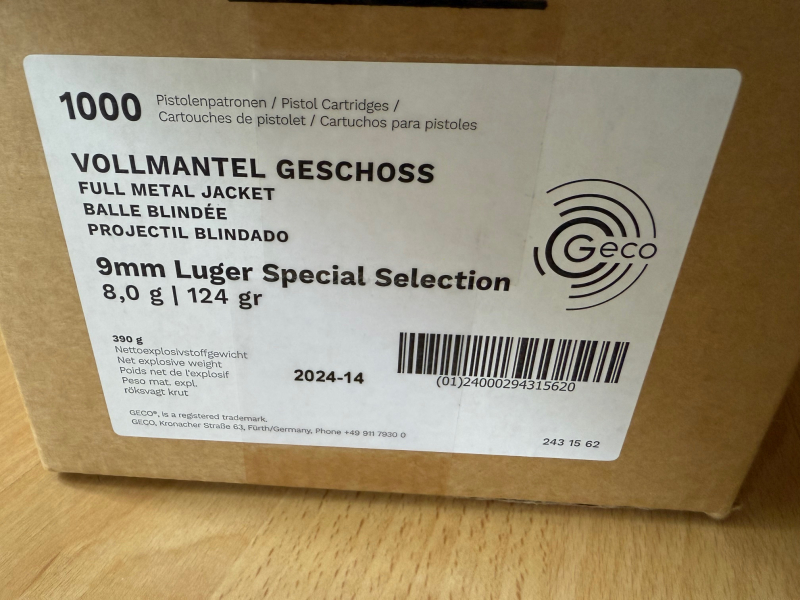 1000 Pistolenpatronen / Pistol Cartridges /
Cartouches de pistolet / Cartuchos para pistoles
VOLLMANTEL GESCHOSS
FULL METAL JACKET
BALLE BLINDÉE
PROJECTIL BLINDADO
Geco
9mm Luger Special Selection
8,0 g | 124 gr
390 g
Nettoexplosivstoffgewicht
Net explosive weight
Poids net de l'explosif
Peso mat. expl.
röksvagt krut
2024-14
(01)24000294315620
GECO®, is a registered trademark.
GECO, Kronacher Straße 63, Fürth/Germany, Phone +49 911 7930 0
243 15 62